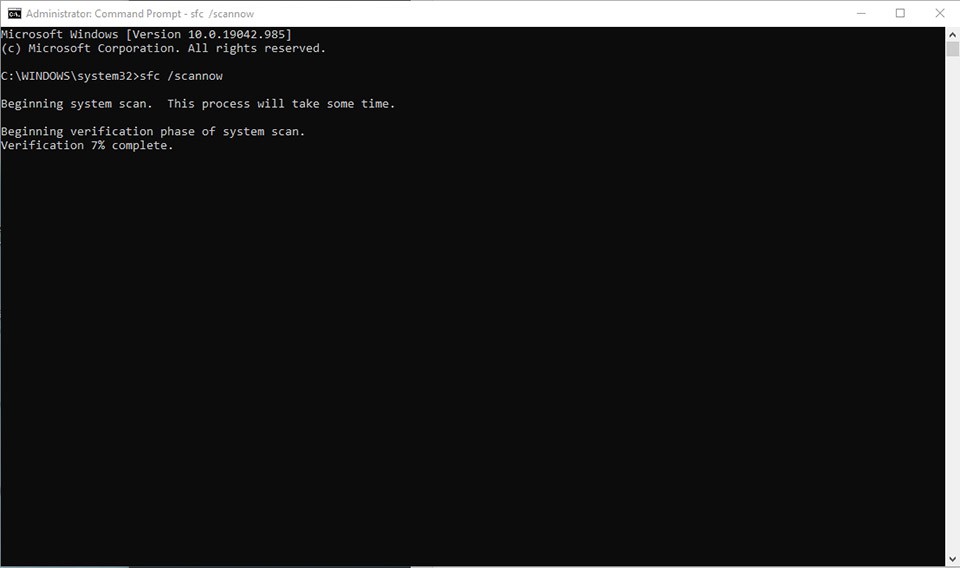 Administrator: Command Prompt - sfc  /scannow
Microsoft Windows [Version 10.0.19042.985]
(c) Microsoft Corporation. All rights reserved.
C:\WINDOWS\system32>sfc /scannow
Beginning system scan.  This process will take some time.
Beginning verification phase of system scan.
Verification 7% complete.